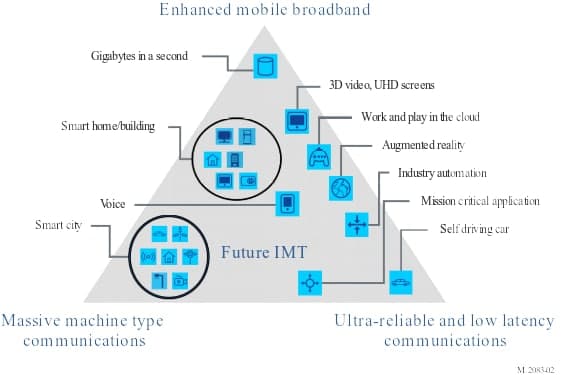 Enhanced mobile broadband
Gigabytes in a second
3D video, UHD screens
Work and play in the cloud
Smart home/building
Augmented reality
Industry automation
Mission critical application
Voice
Smart city
Self driving car
Future IMT
Massive machine type
communications
Ultra-reliable and low latency
communications
M.2083-02